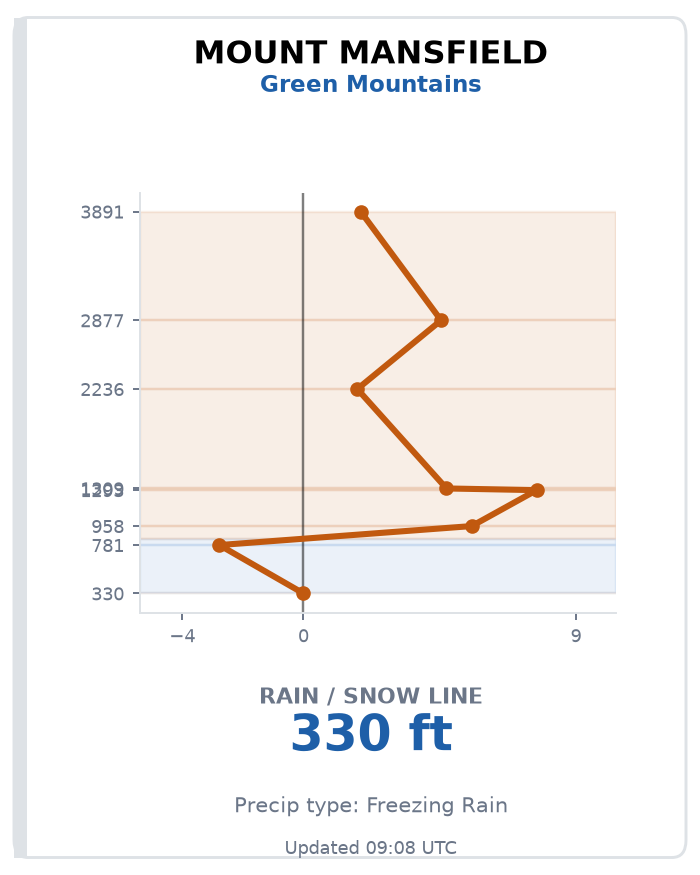 MOUNT MANSFIELD
Green Mountains
3891
2877
2236
958
781
330
−4 0 9
RAIN / SNOW LINE
330 ft
Precip type: Freezing Rain
Updated 09:08 UTC